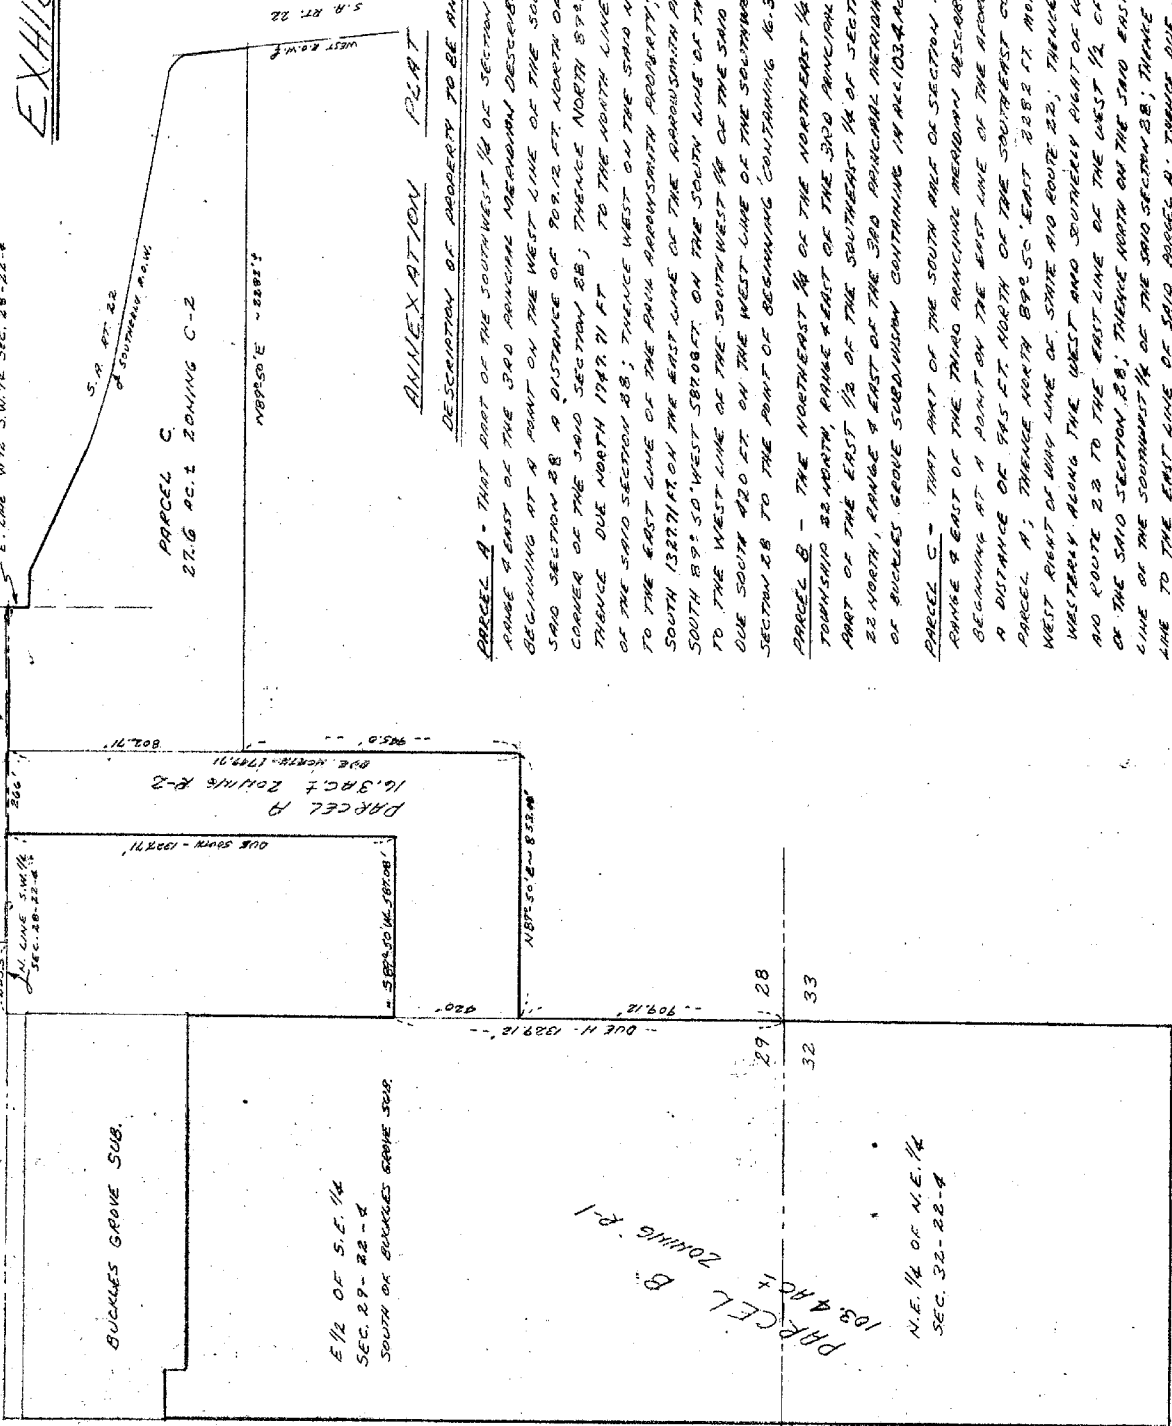 EXHI
S.A. RT. 22
WEST R.O.W.
S. A. RT. 22
SOUTHERLY R.O.W.
PARCEL C
27.6 AC.± ZONING C-2
N89°50'E ~ 2282'±
ANNEXATION PLAT
DESCRIPTION OF PROPERTY TO BE AN
PARCEL A - THAT PART OF THE SOUTHWEST 1/4 OF SECTION
RANGE 4 EAST OF THE 3RD PRINCIPAL MERIDIAN DESCRIBE
BEGINNING AT A POINT ON THE WEST LINE OF THE SOU
SAID SECTION 28 A DISTANCE OF 909.12 FT. NORTH OF
CORNER OF THE SAID SECTION 28; THENCE NORTH 89°
THENCE DUE NORTH 1747.71 FT TO THE NORTH LINE
OF THE SAID SECTION 28; THENCE WEST ON THE SAID N
TO THE EAST LINE OF THE PAUL ARROWSMITH PROPERTY;
SOUTH 1327.71 FT. ON THE EAST LINE OF THE ARROWSMITH P
SOUTH 89° 50' WEST 587.08 FT. ON THE SOUTH LINE OF TH
TO THE WEST LINE OF THE SOUTHWEST 1/4 OF THE SAID
DUE SOUTH 420 FT. ON THE WEST LINE OF THE SOUTHWE
SECTION 28 TO THE POINT OF BEGINNING CONTAINING 16.3
PARCEL B - THE NORTHEAST 1/4 OF THE NORTHEAST 1/4
TOWNSHIP 22 NORTH, RANGE 4 EAST OF THE 3RD PRINCIPAL
PART OF THE EAST 1/2 OF THE SOUTHEAST 1/4 OF SECTI
22 NORTH, RANGE 4 EAST OF THE 3RD PRINCIPAL MERIDIA
OF BUCKLES GROVE SUBDIVISION CONTAINING IN ALL 103.4 AC
PARCEL C - THAT PART OF THE SOUTH HALF OF SECTION
RANGE 4 EAST OF THE THIRD PRINCIPAL MERIDIAN DESCRIB
BEGINNING AT A POINT ON THE EAST LINE OF THE AFOR
A DISTANCE OF 945 FT. NORTH OF THE SOUTHEAST CO
PARCEL A; THENCE NORTH 89° 50' EAST 2282 FT. MO
WEST RIGHT OF WAY LINE OF STATE AID ROUTE 22; THENCE
WESTERLY ALONG THE WEST AND SOUTHERLY RIGHT OF W
AID ROUTE 22 TO THE EAST LINE OF THE WEST 1/2 OF
OF THE SAID SECTION 28; THENCE NORTH ON THE SAID EAS
LINE OF THE SOUTHWEST 1/4 OF THE SAID SECTION 28; THENCE
LINE TO THE EAST LINE OF SAID PARCEL A; THENCE DUE
802.71'
945.0'
DUE NORTH - 1747.71
PARCEL A
16.3 AC.± ZONING R-2
266'
DUE SOUTH - 1327.71'
N. LINE S.W. 1/4
SEC. 28-22-4
S 89°50'W - 587.08'
N 89°-50'E ~ 853.08'
420'
909.12'
DUE N - 1329.12'
29 28
32 33
BUCKLES GROVE SUB.
E 1/2 OF S.E. 1/4
SEC. 29-22-4
SOUTH OF BUCKLES GROVE SUB.
PARCEL B ZONING R-1
103.4 AC ±
N.E. 1/4 OF N.E. 1/4
SEC. 32-22-4